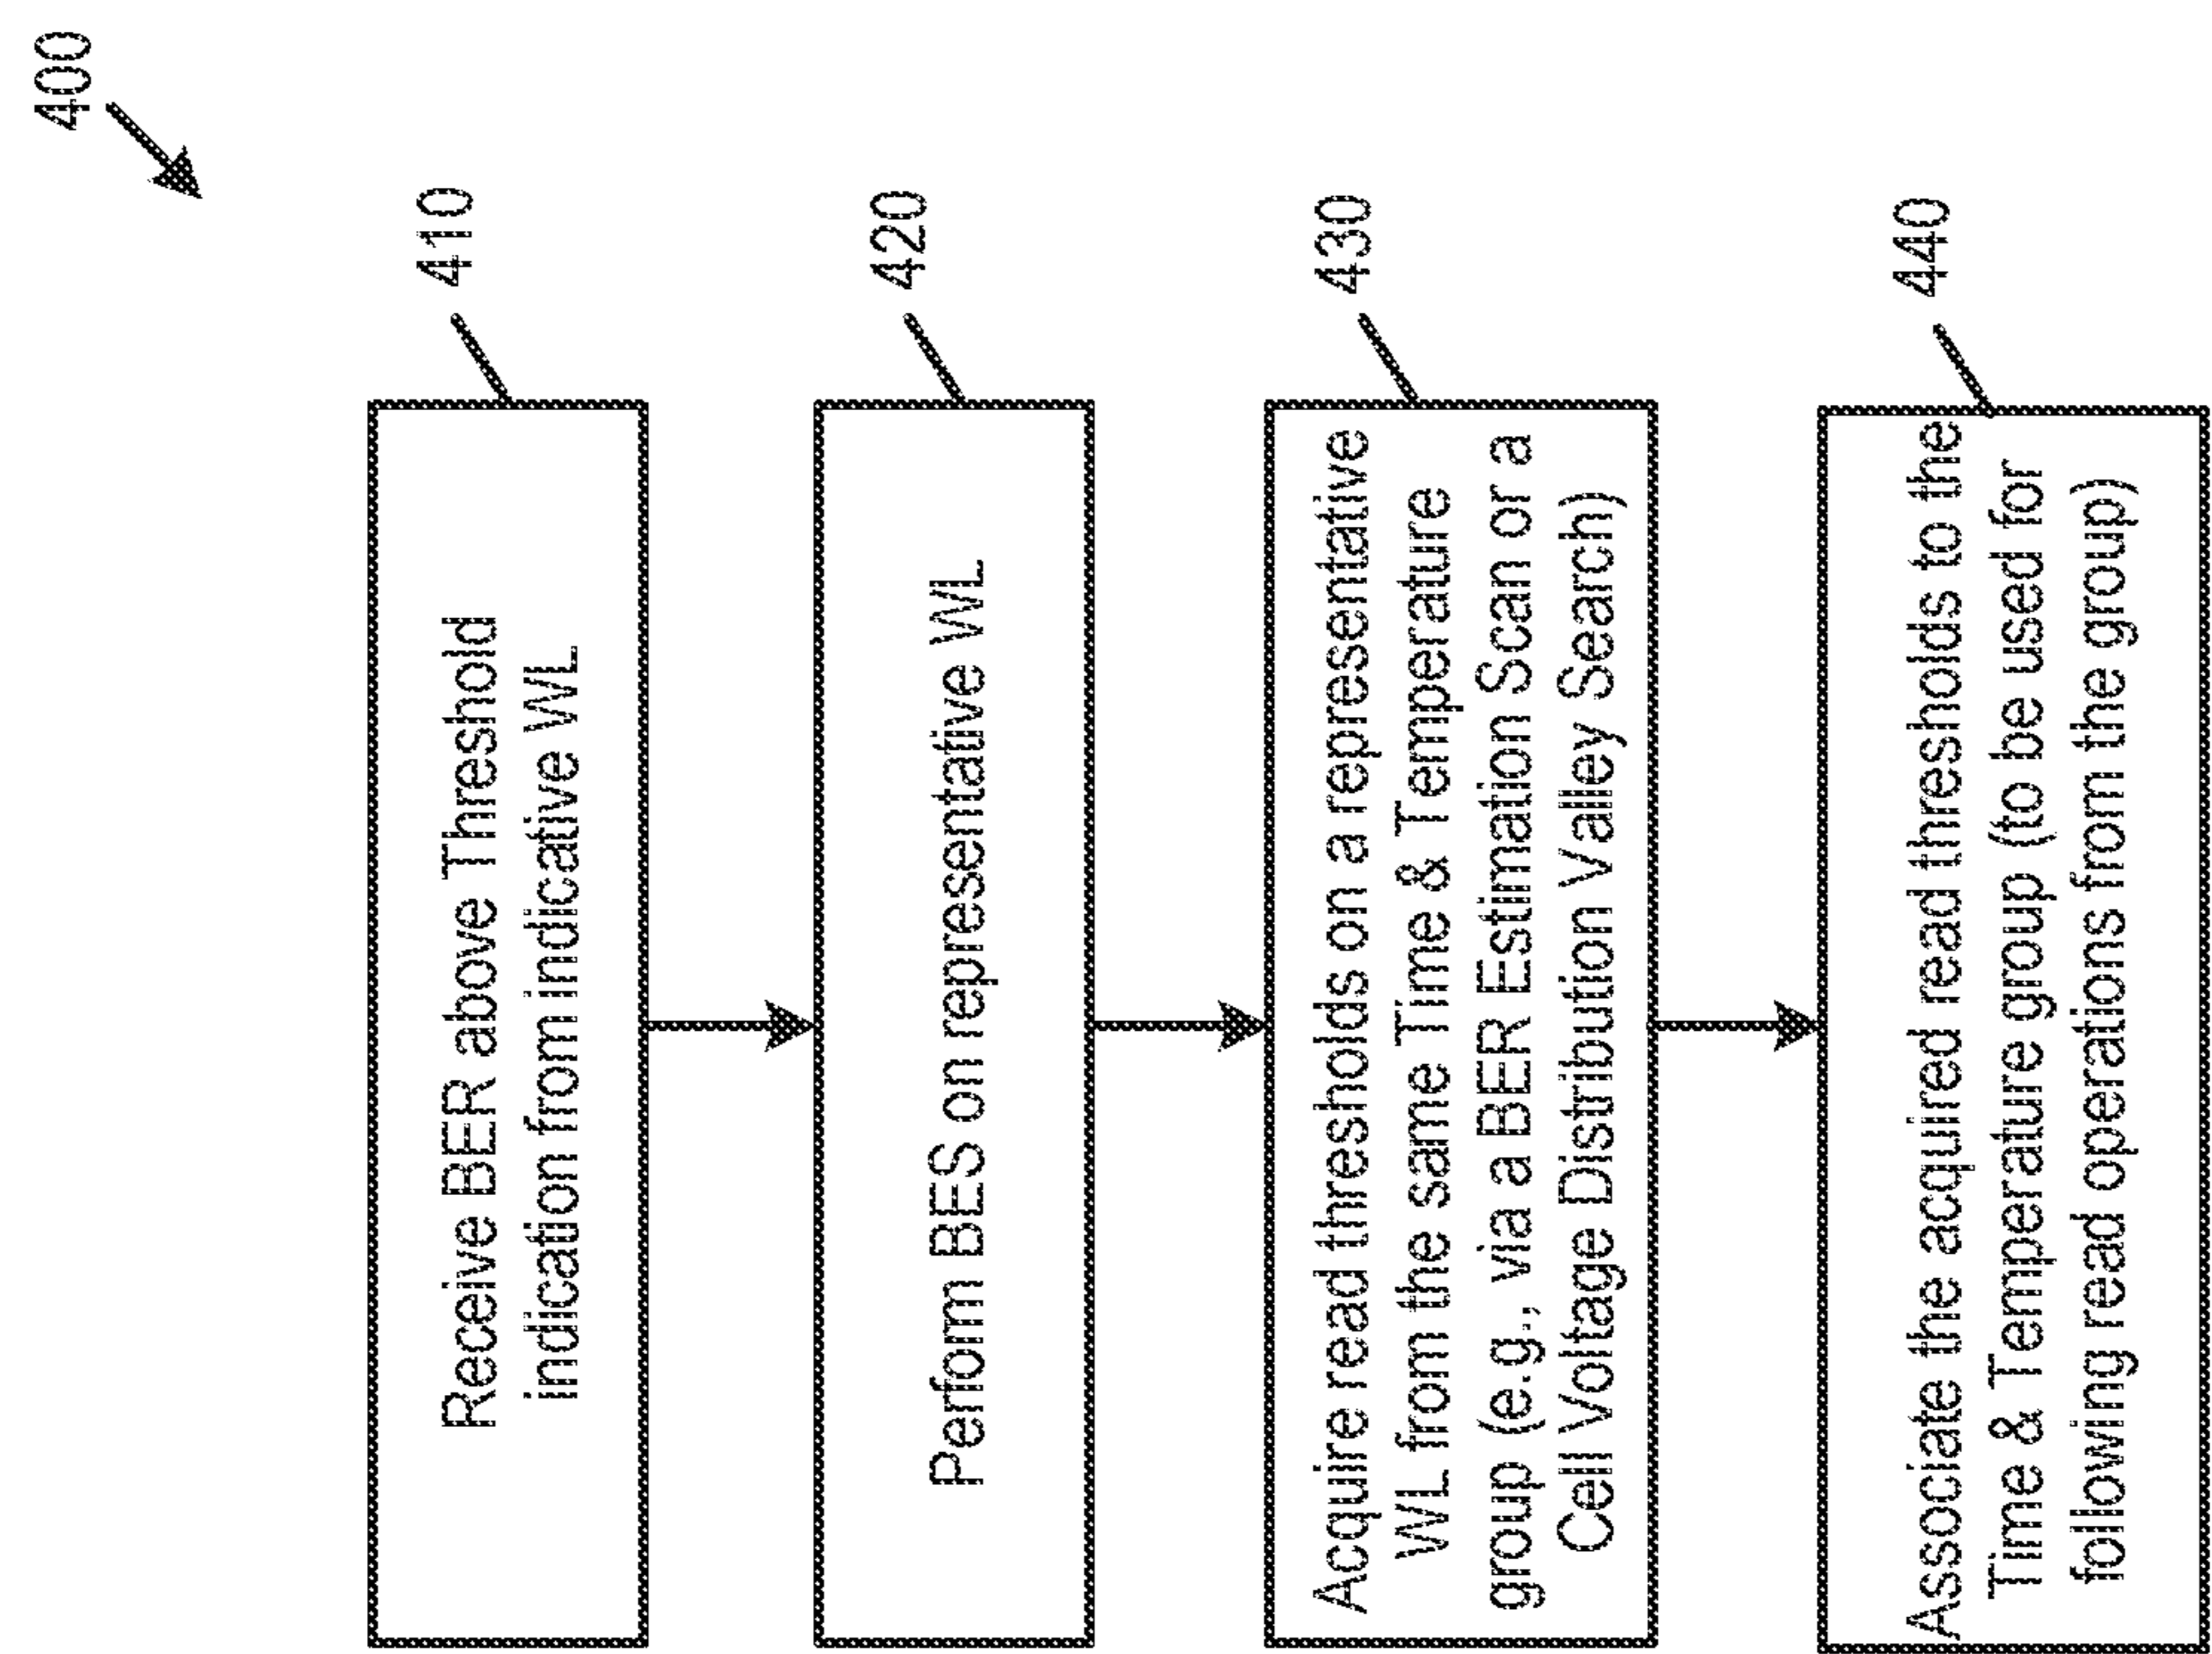 400
410
Receive BER above Threshold
indication from indicative WL
420
Perform BES on representative WL
430
Acquire read thresholds on a representative
WL from the same Time & Temperature
group (e.g., via a BER Estimation Scan or a
Cell Voltage Distribution Valley Search)
440
Associate the acquired read thresholds to the
Time & Temperature group (to be used for
following read operations from the group)